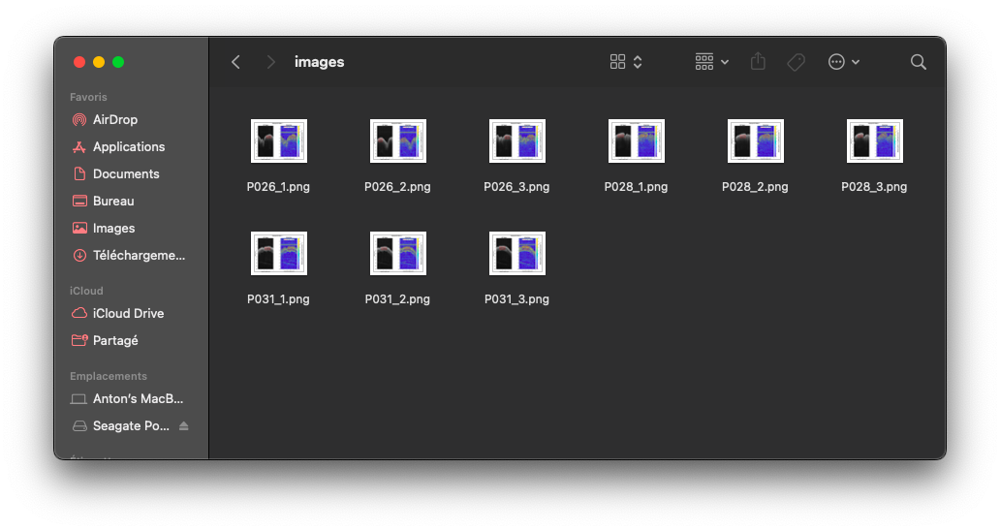 images
Favoris
AirDrop
Applications
Documents
Bureau
Images
Téléchargeme...
iCloud
iCloud Drive
Partagé
Emplacements
Anton's MacB...
Seagate Po...
P026_1.png
P026_2.png
P026_3.png
P028_1.png
P028_2.png
P028_3.png
P031_1.png
P031_2.png
P031_3.png